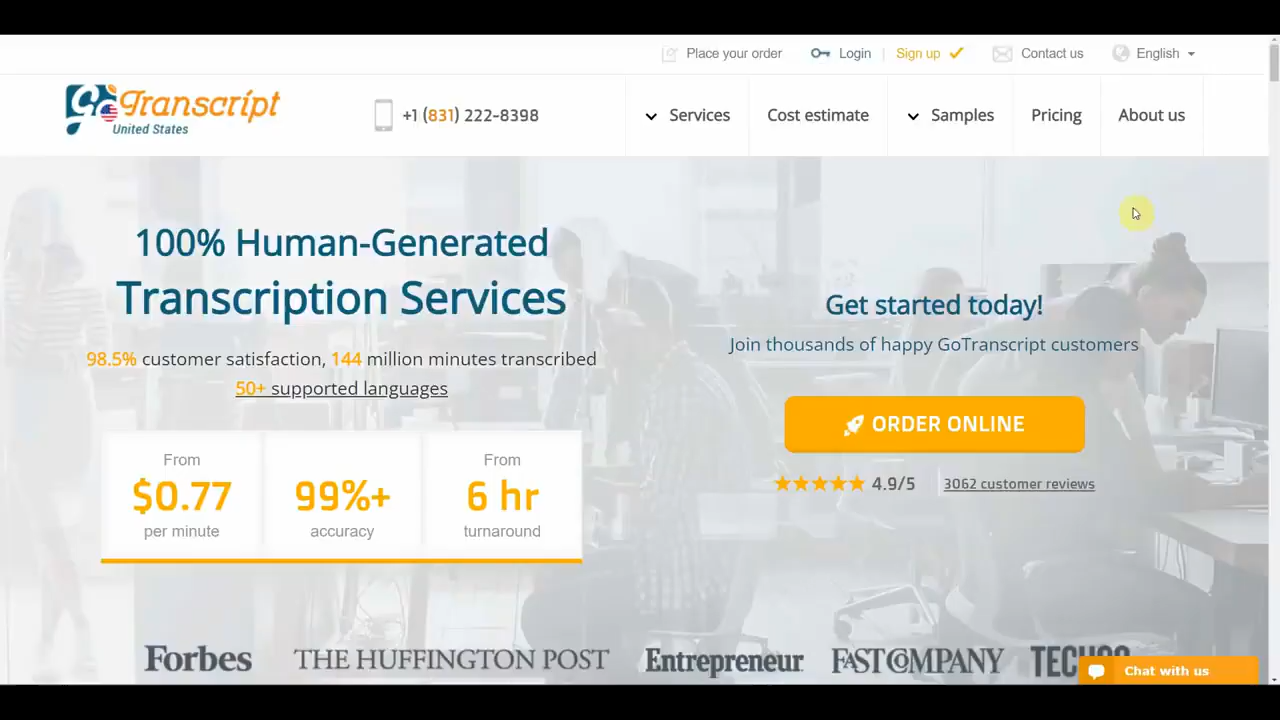 Place your order
Login
Sign up
Contact us
English
GoTranscript
United States
+1 (831) 222-8398
Services
Cost estimate
Samples
Pricing
About us
100% Human-Generated
Transcription Services
98.5% customer satisfaction, 144 million minutes transcribed
50+ supported languages
From
$0.77
per minute
99%+
accuracy
From
6 hr
turnaround
Get started today!
Join thousands of happy GoTranscript customers
ORDER ONLINE
4.9/5
3062 customer reviews
Forbes
THE HUFFINGTON POST
Entrepreneur
FAST COMPANY
Chat with us